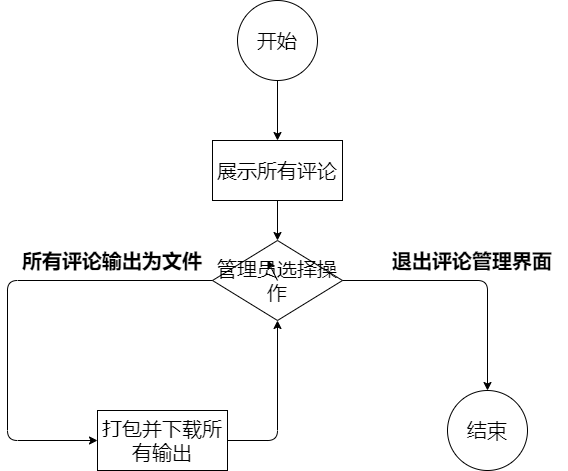 开始
展示所有评论
所有评论输出为文件
管理员选择操
作
退出评论管理界面
打包并下载所
有输出
结束